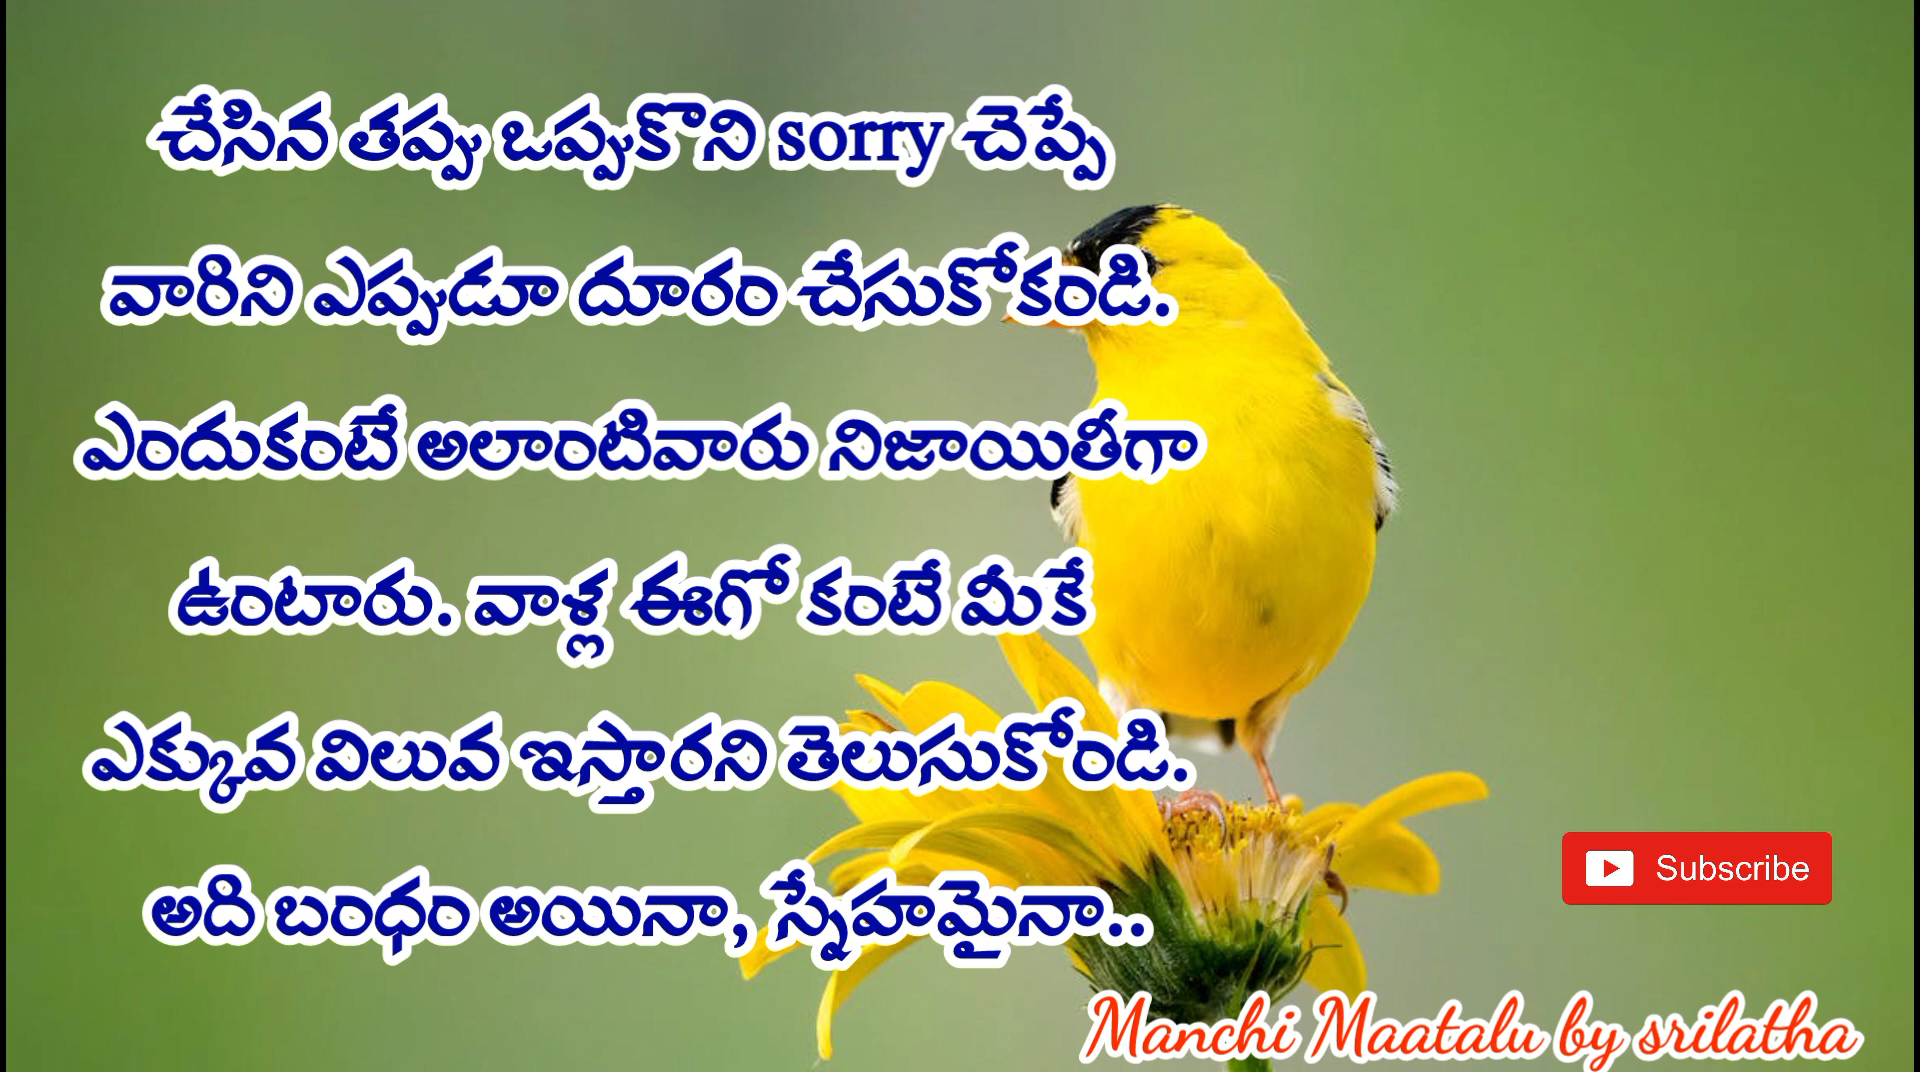 చేసిన తప్పు ఒప్పుకొని sorry చెప్పే
వారిని ఎప్పుడూ దూరం చేసుకోకండి.
ఎందుకంటే అలాంటివారు నిజాయితీగా
ఉంటారు. వాళ్ల ఈగో కంటే మీకే
ఎక్కువ విలువ ఇస్తారని తెలుసుకోండి.
అది బంధం అయినా, స్నేహమైనా..
Subscribe
Manchi Maatalu by srilatha